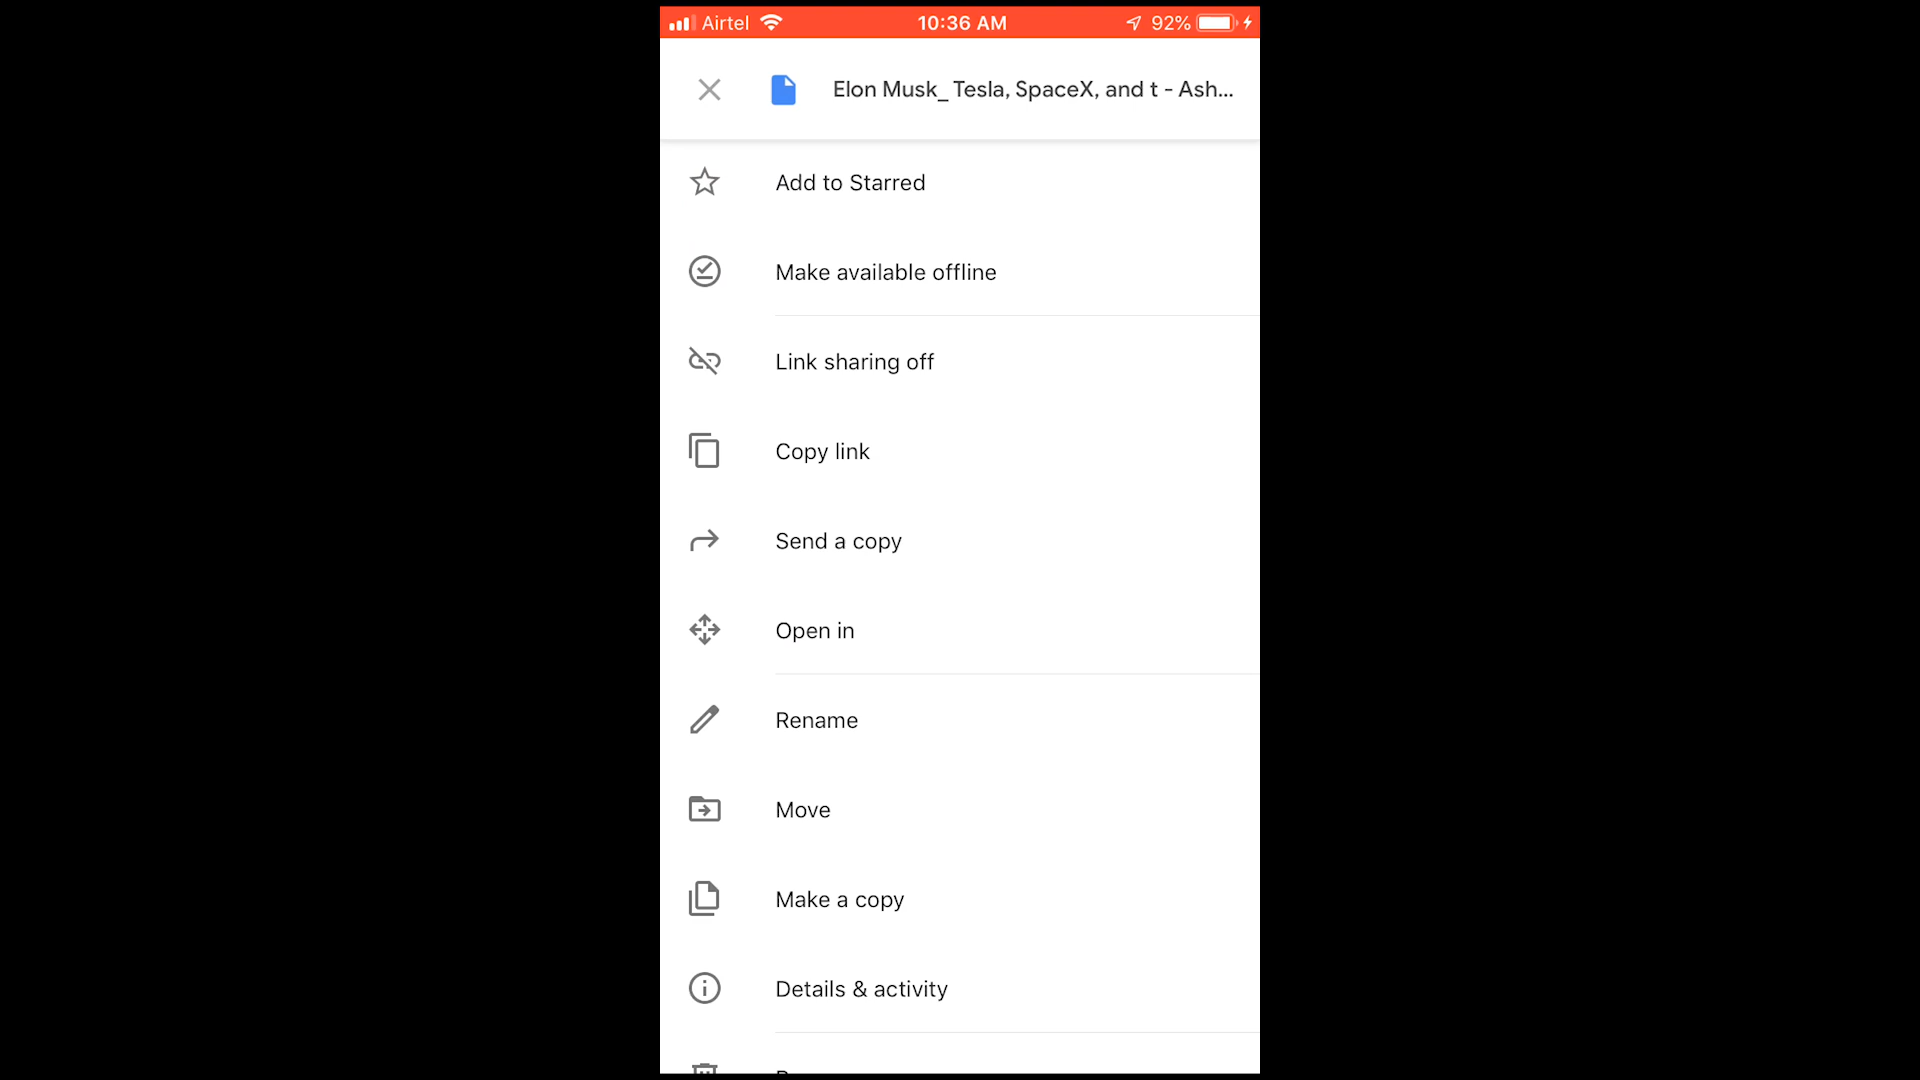 Airtel 10:36 AM 92%
Elon Musk_ Tesla, SpaceX, and t - Ash...
Add to Starred
Make available offline
Link sharing off
Copy link
Send a copy
Open in
Rename
Move
Make a copy
Details & activity